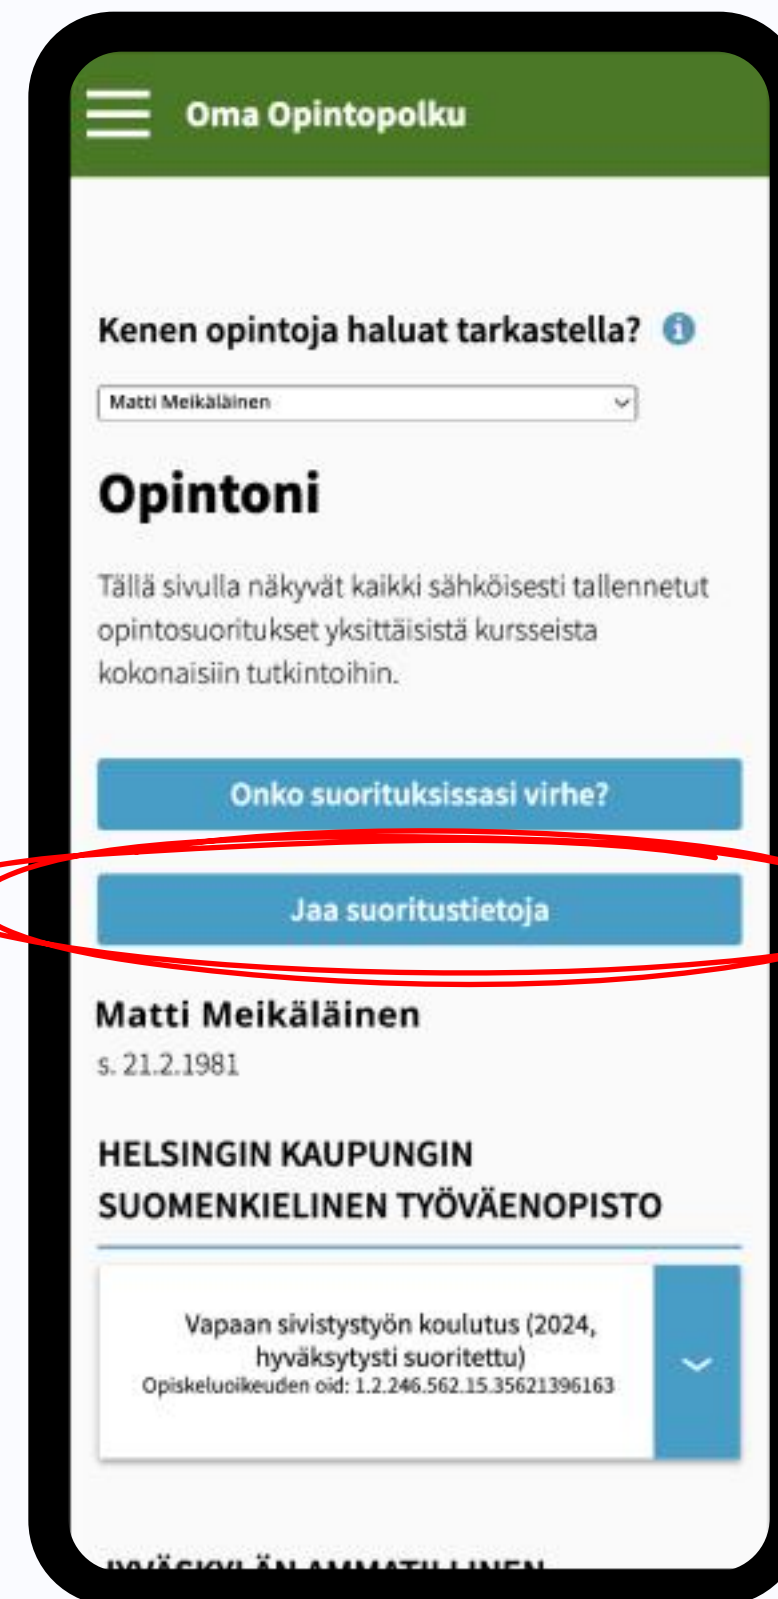 Oma Opintopolku
Kenen opintoja haluat tarkastella?
Matti Meikäläinen
Opintoni
Tällä sivulla näkyvät kaikki sähköisesti tallennetut
opintosuoritukset yksittäisistä kursseista
kokonaisiin tutkintoihin.
Onko suorituksissasi virhe?
Jaa suoritustietoja
Matti Meikäläinen
s. 21.2.1981
HELSINGIN KAUPUNGIN
SUOMENKIELINEN TYÖVÄENOPISTO
Vapaan sivistystyön koulutus (2024,
hyväksytysti suoritettu)
Opiskeluoikeuden oid: 1.2.246.562.15.35621396163
JYVÄSKYLÄN AMMATILLINEN